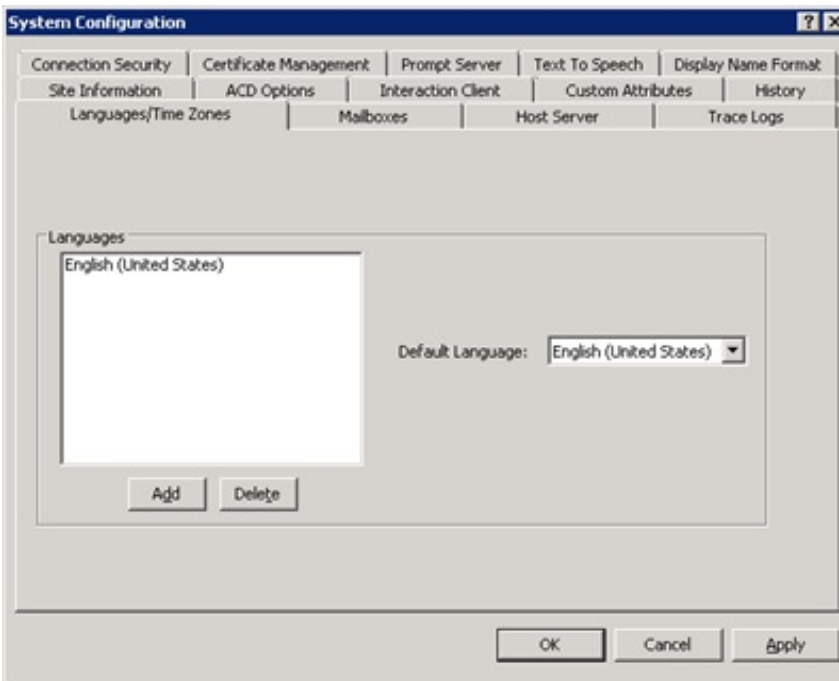 System Configuration
Connection Security Certificate Management Prompt Server Text To Speech Display Name Format
Site Information ACD Options Interaction Client Custom Attributes History
Languages/Time Zones Mailboxes Host Server Trace Logs
Languages
English (United States)
Default Language: English (United States)
Add Delete
OK Cancel Apply